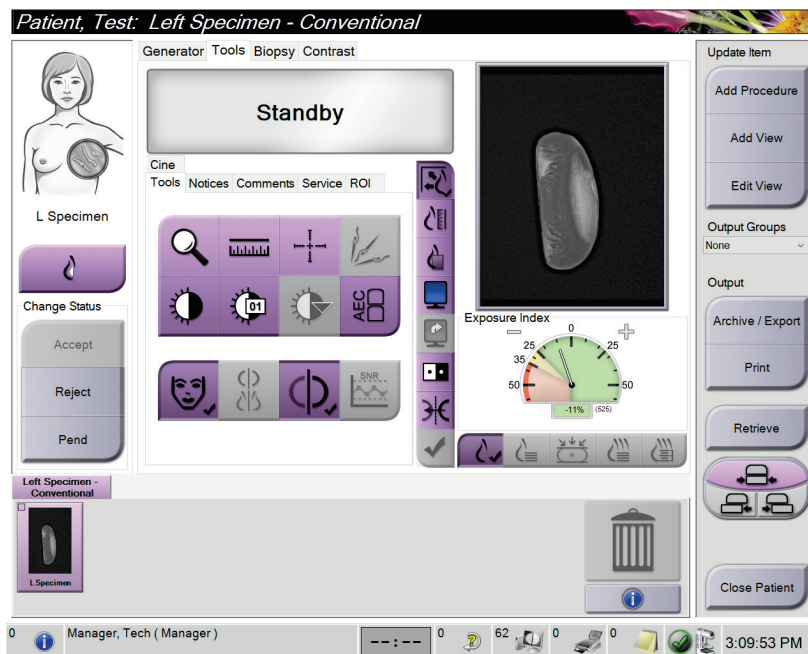 Patient, Test: Left Specimen - Conventional
Generator Tools Biopsy Contrast
Standby
Cine
Tools Notices Comments Service ROI
L Specimen
01
AEC
SNR
Change Status
Accept
Reject
Pend
Exposure Index
0
25 25
35
50 50
-11% (525)
Update Item
Add Procedure
Add View
Edit View
Output Groups
None
Output
Archive / Export
Print
Retrieve
Close Patient
Left Specimen -
Conventional
L Specimen
0 Manager, Tech ( Manager ) --:-- 0 62 0 0 3:09:53 PM